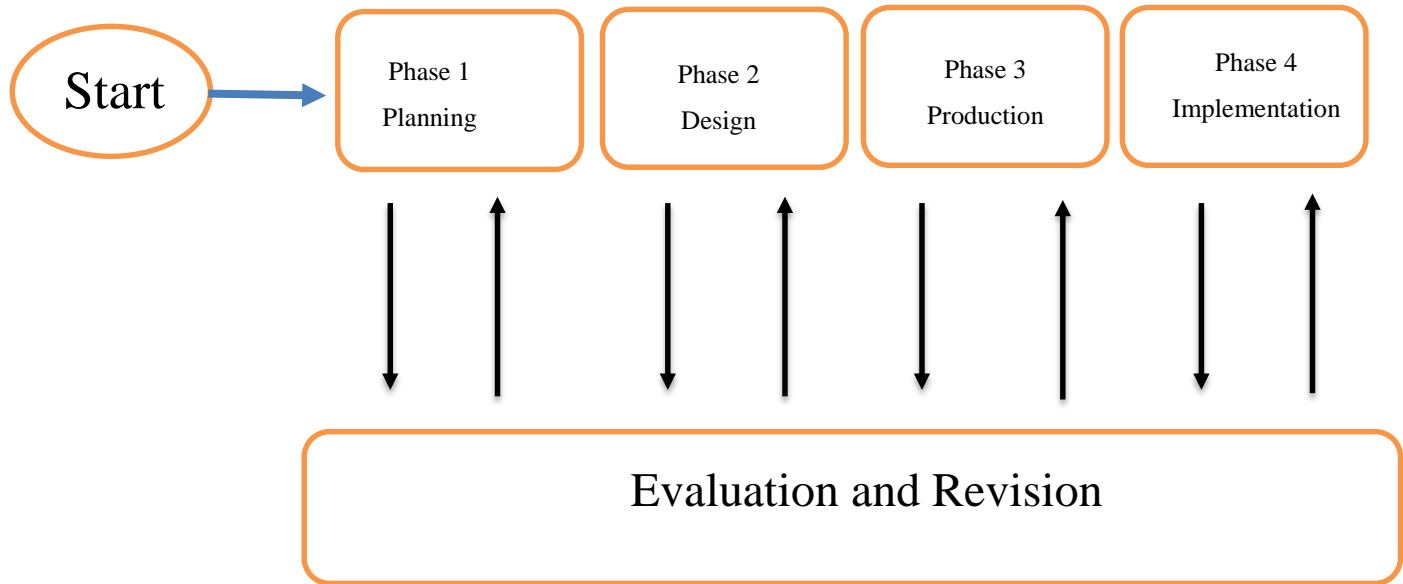 Start
Phase 1
Planning
Phase 2
Design
Phase 3
Production
Phase 4
Implementation
Evaluation and Revision